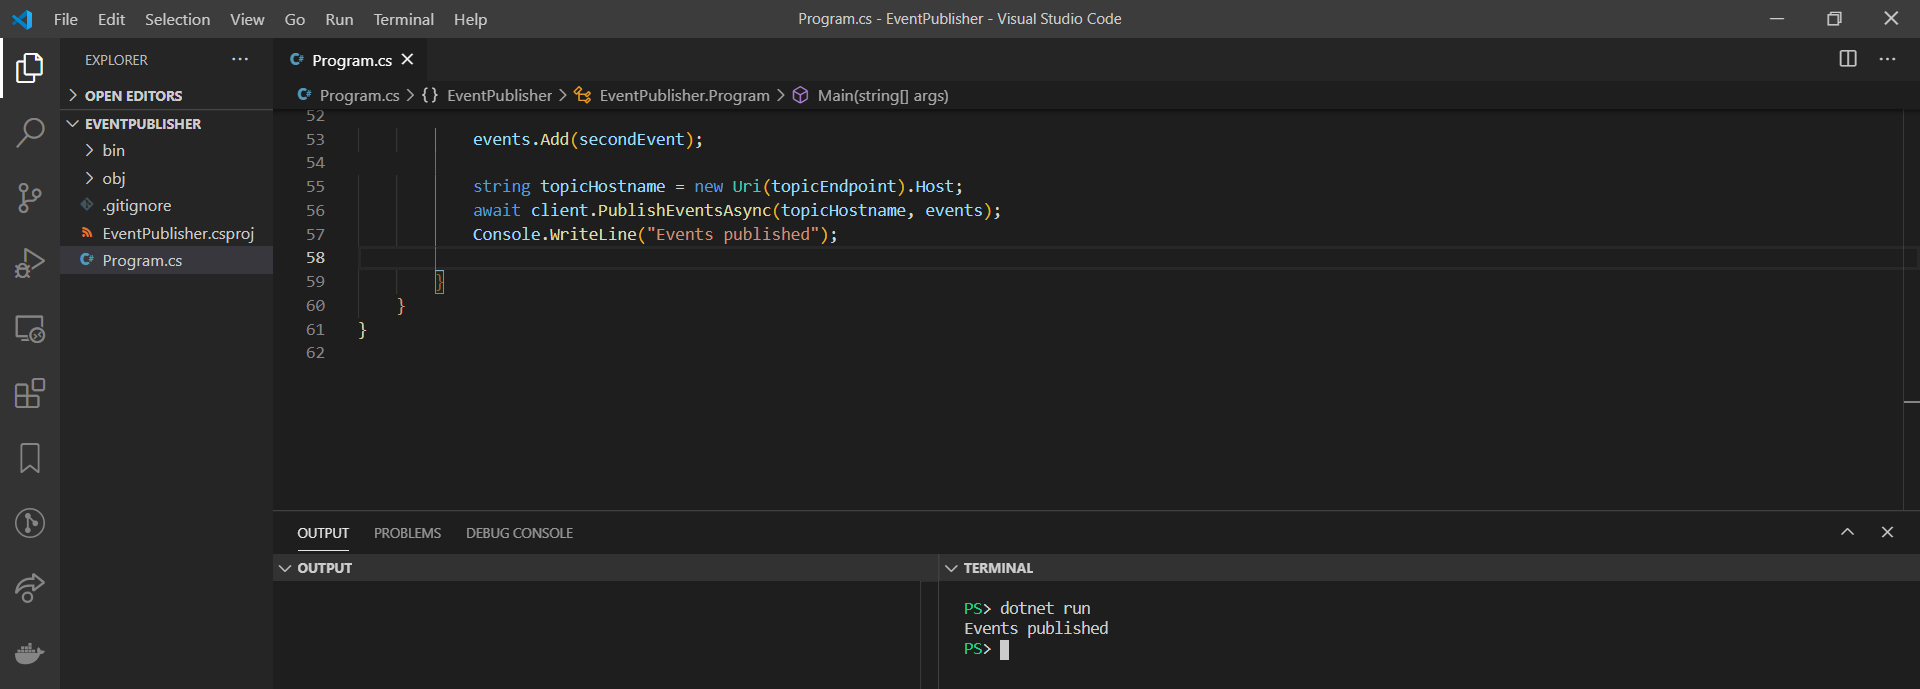 File Edit Selection View Go Run Terminal Help
Program.cs - EventPublisher - Visual Studio Code
EXPLORER
OPEN EDITORS
EVENTPUBLISHER
bin
obj
.gitignore
EventPublisher.csproj
C# Program.cs
C# Program.cs
C# Program.cs > {} EventPublisher > EventPublisher.Program > Main(string[] args)
52
53 events.Add(secondEvent);
54
55 string topicHostname = new Uri(topicEndpoint).Host;
56 await client.PublishEventsAsync(topicHostname, events);
57 Console.WriteLine("Events published");
58
59 }
60 }
61 }
62
OUTPUT PROBLEMS DEBUG CONSOLE
OUTPUT
TERMINAL
PS> dotnet run
Events published
PS>